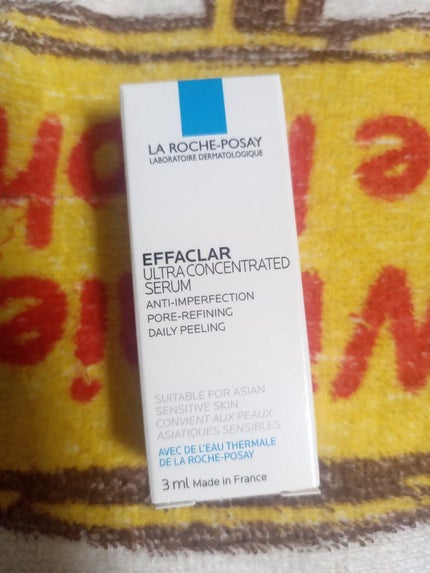 LA ROCHE-POSAY
LABORATOIRE DERMATOLOGIQUE
EFFACLAR
ULTRA CONCENTRATED
SERUM
ANTI-IMPERFECTION
PORE-REFINING
DAILY PEELING
SUITABLE FOR ASIAN
SENSITIVE SKIN
CONVIENT AUX PEAUX
ASIATIQUES SENSIBLES
AVEC DE L'EAU THERMALE
DE LA ROCHE-POSAY
3 ml Made in France